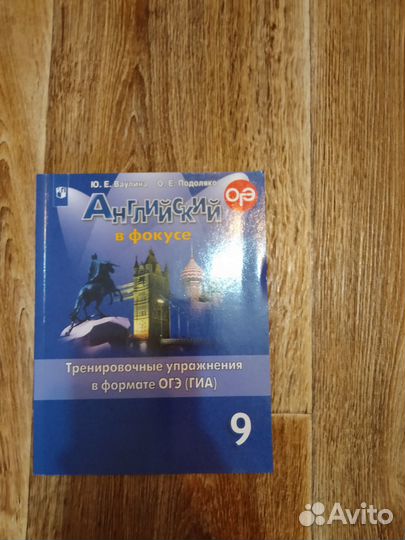 Ю. Е. Ваулина О. Е. Подоляко
ОГЭ
Английский
в фокусе
Тренировочные упражнения
в формате ОГЭ (ГИА)
9
Avito